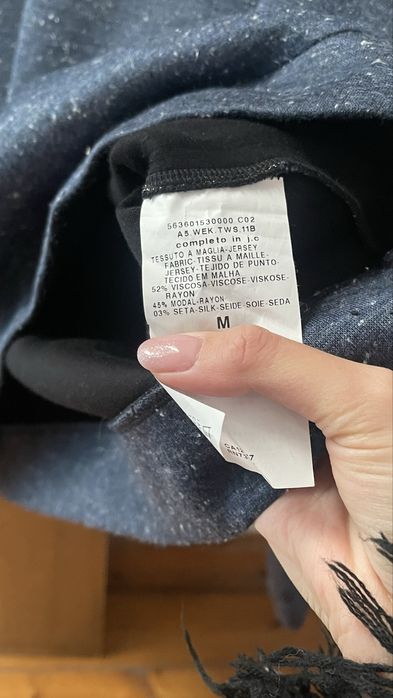 563601530000 C02
A5.WEK.TWS.11B
completo in j.c
TESSUTO A MAGLIA-JERSEY
FABRIC-TISSU A MAILLE-
JERSEY-TEJIDO DE PUNTO-
TECIDO EM MALHA
52% VISCOSA-VISCOSE-VISKOSE-
RAYON
45% MODAL-RAYON
03% SETA-SILK-SEIDE-SOIE-SEDA
M